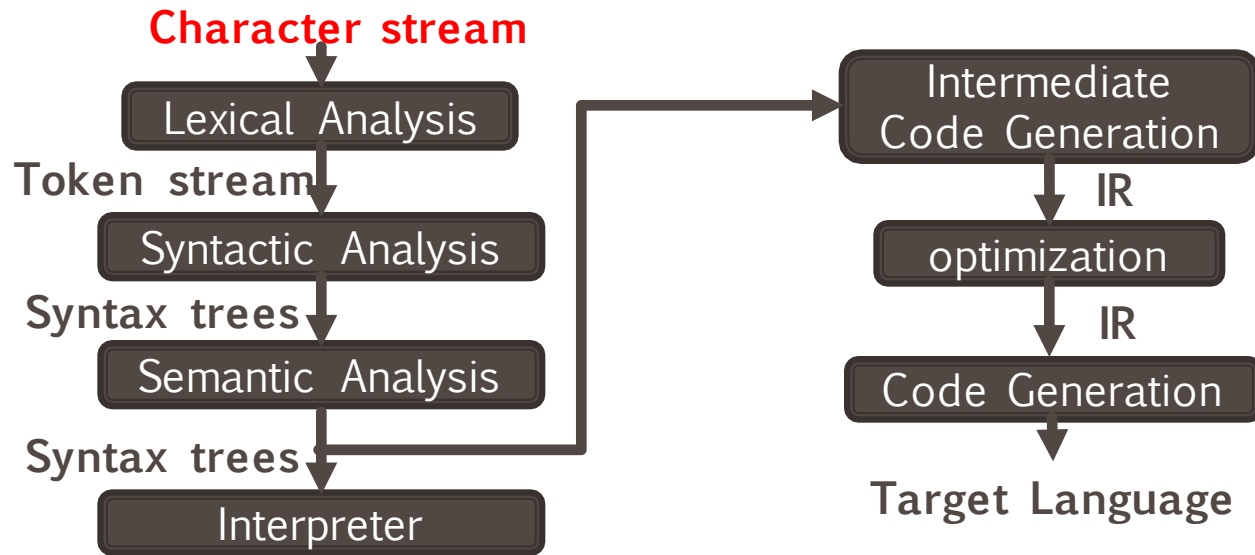 Character stream
Lexical Analysis
Token stream
Syntactic Analysis
Syntax trees
Semantic Analysis
Syntax trees
Interpreter
Intermediate
Code Generation
IR
optimization
IR
Code Generation
Target Language